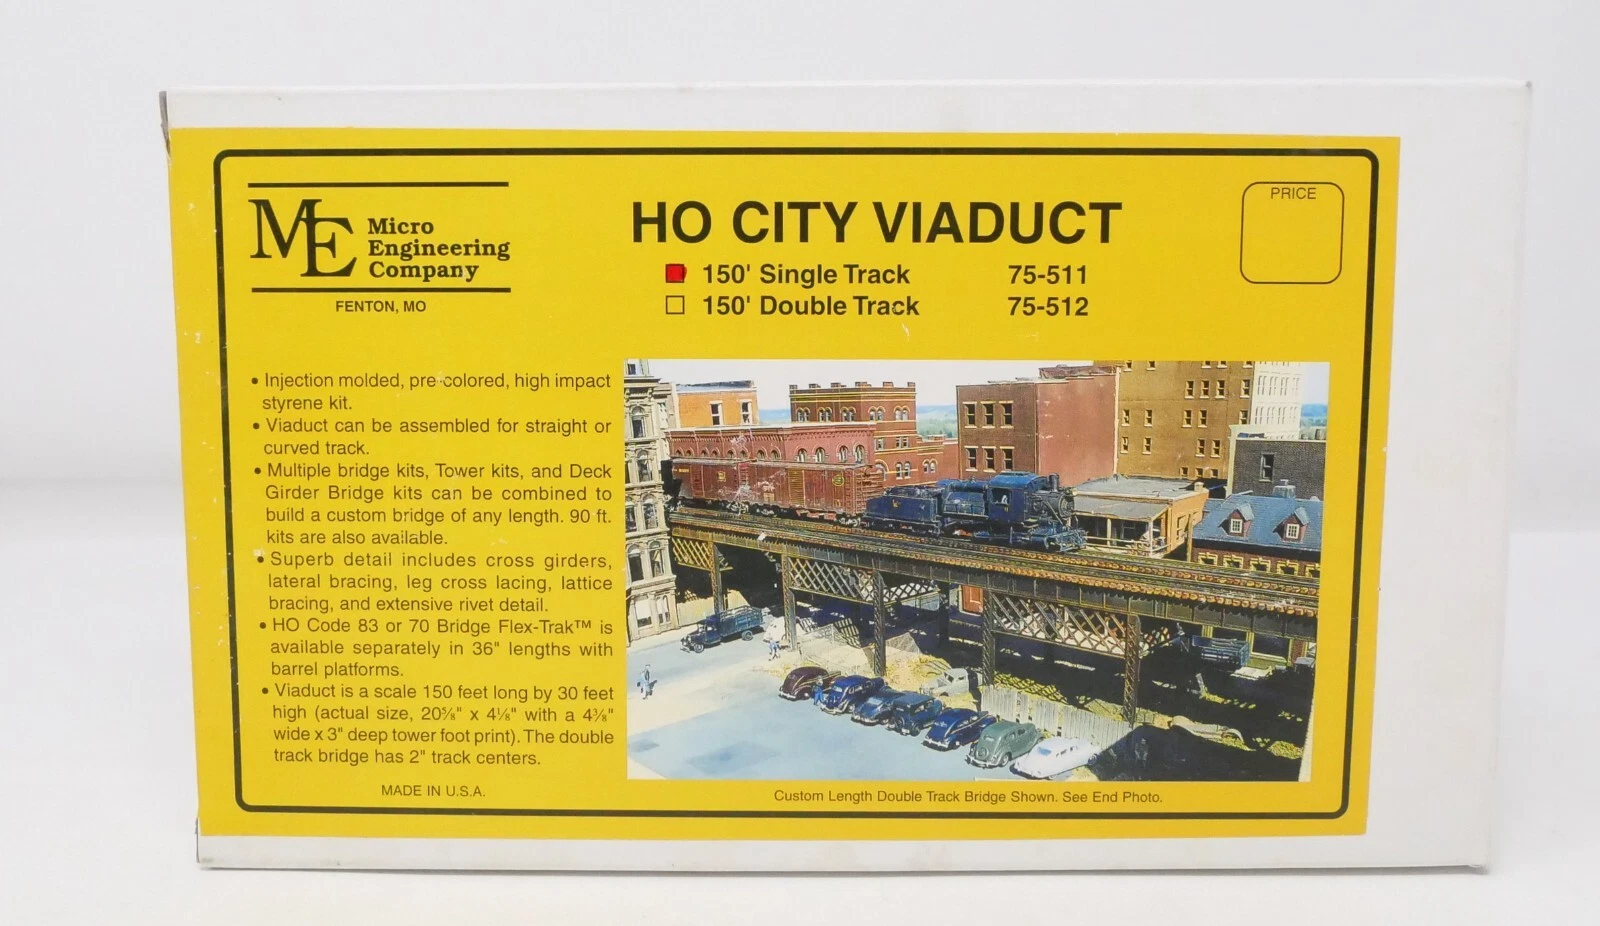 ME Micro
Engineering
Company
FENTON, MO
HO CITY VIADUCT
150' Single Track 75-511
150' Double Track 75-512
PRICE
• Injection molded, pre-colored, high impact
styrene kit.
• Viaduct can be assembled for straight or
curved track.
• Multiple bridge kits, Tower kits, and Deck
Girder Bridge kits can be combined to
build a custom bridge of any length. 90 ft.
kits are also available.
• Superb detail includes cross girders,
lateral bracing, leg cross lacing, lattice
bracing, and extensive rivet detail.
• HO Code 83 or 70 Bridge Flex-Trak™ is
available separately in 36" lengths with
barrel platforms.
• Viaduct is a scale 150 feet long by 30 feet
high (actual size, 20⅝" x 4⅛" with a 4⅜"
wide x 3" deep tower foot print). The double
track bridge has 2" track centers.
MADE IN U.S.A.
Custom Length Double Track Bridge Shown. See End Photo.